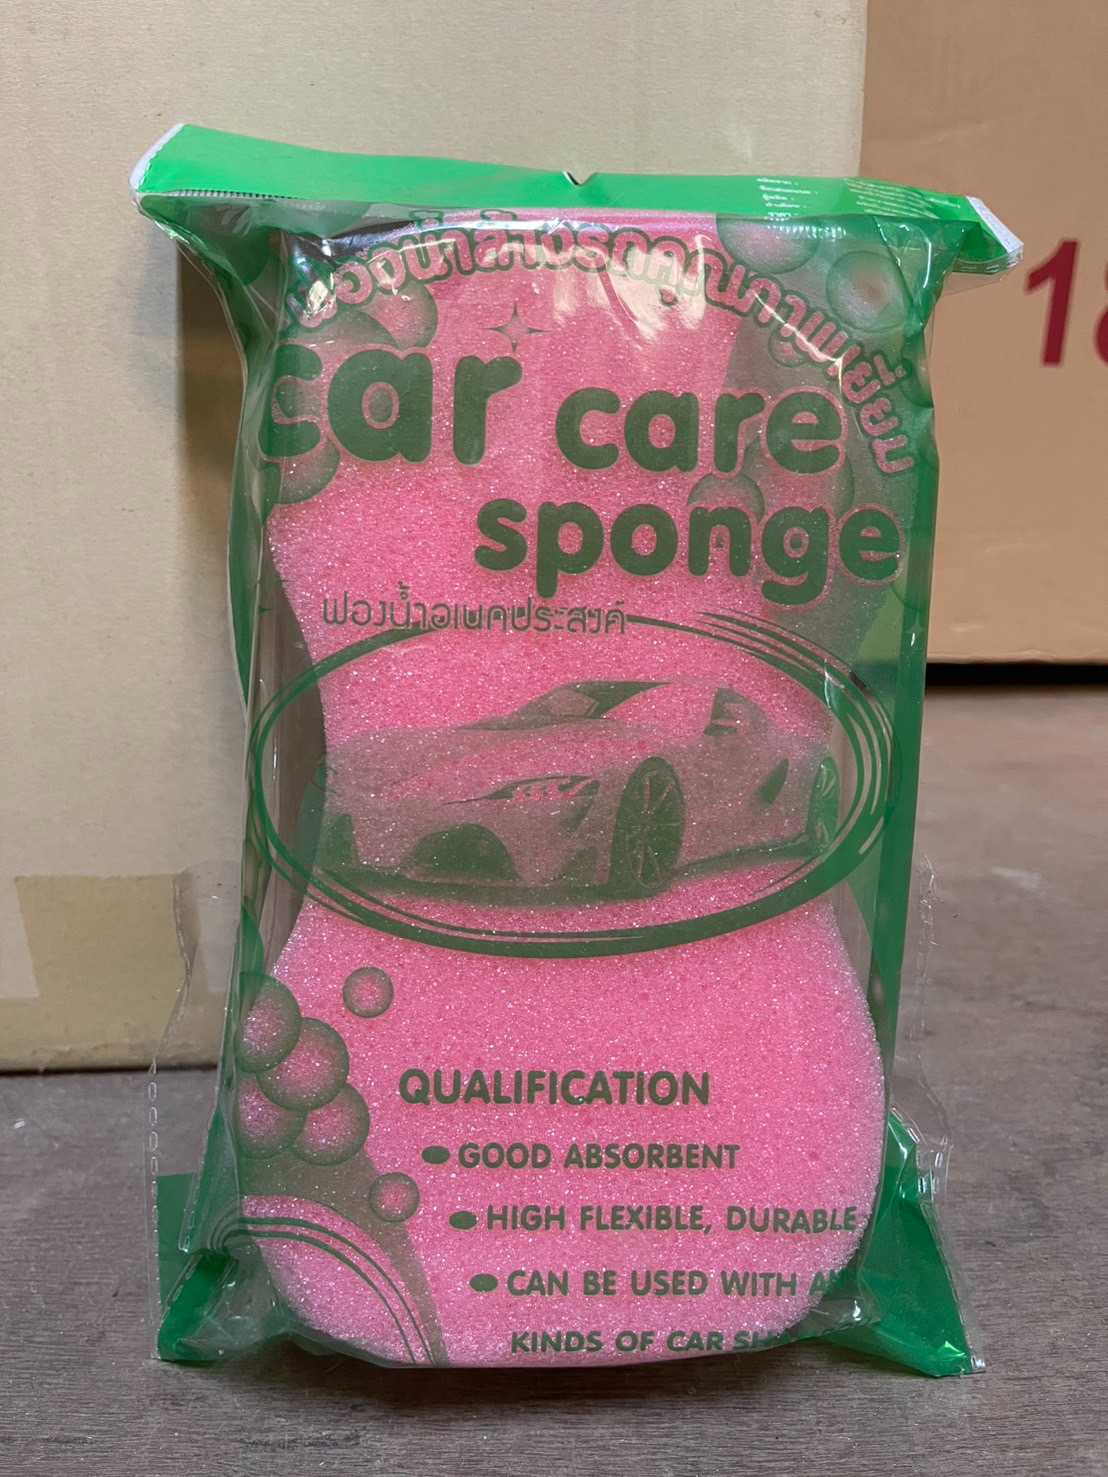 ฟองน้ำล้างรถคุณภาพเยี่ยม
car care
sponge
ฟองน้ำอเนคประสงค์
QUALIFICATION
● GOOD ABSORBENT
● HIGH FLEXIBLE, DURABLE
● CAN BE USED WITH
KINDS OF CAR